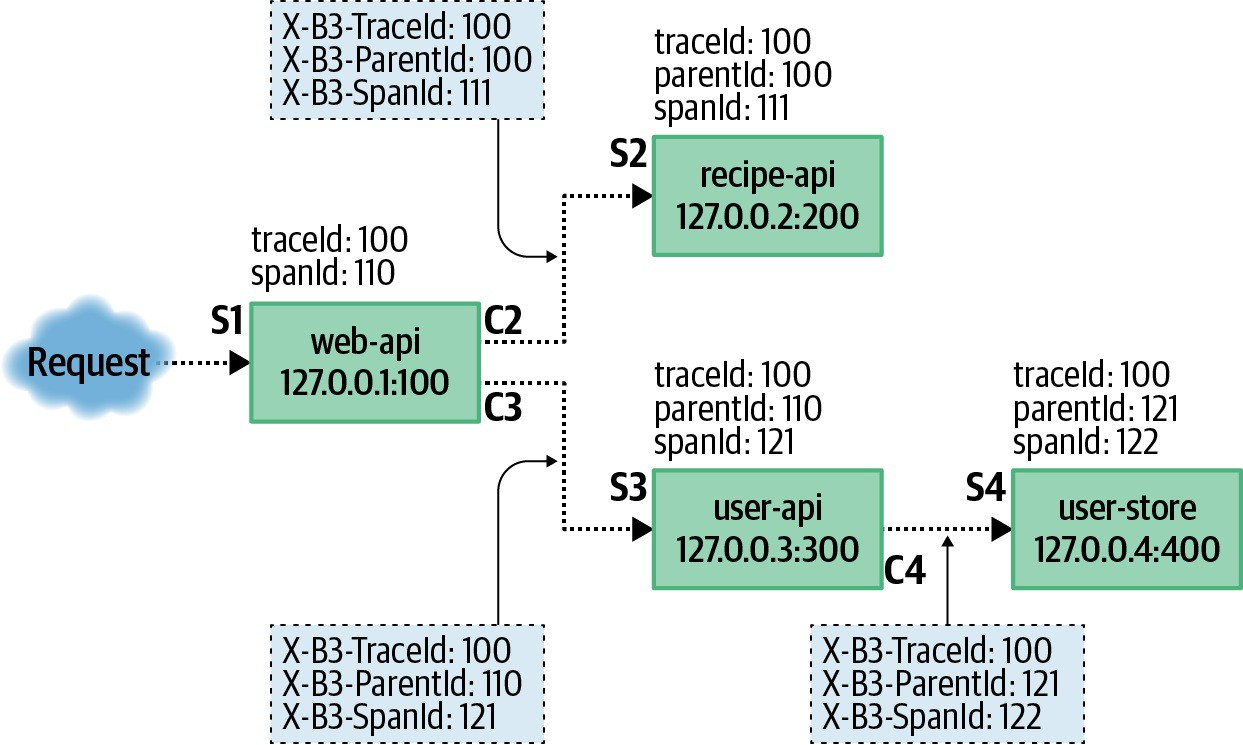 X-B3-TraceId: 100
X-B3-ParentId: 100
X-B3-SpanId: 111
traceId: 100
parentId: 100
spanId: 111
S2
recipe-api
127.0.0.2:200
traceId: 100
spanId: 110
Request
S1
web-api
127.0.0.1:100
C2
C3
traceId: 100
parentId: 110
spanId: 121
S3
user-api
127.0.0.3:300
C4
traceId: 100
parentId: 121
spanId: 122
S4
user-store
127.0.0.4:400
X-B3-TraceId: 100
X-B3-ParentId: 110
X-B3-SpanId: 121
X-B3-TraceId: 100
X-B3-ParentId: 121
X-B3-SpanId: 122